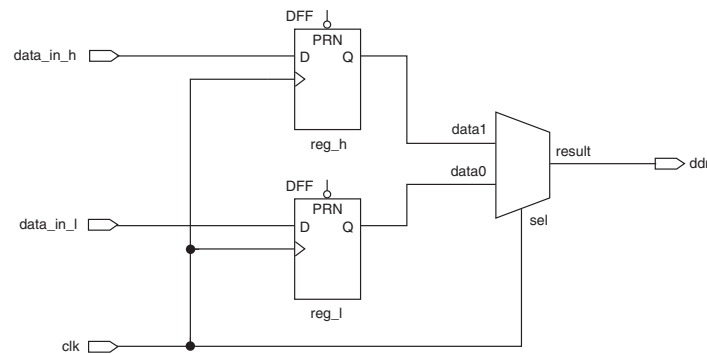 DFF
PRN
data_in_h
D
Q
reg_h
data1
result
data0
DFF
PRN
data_in_l
D
Q
sel
reg_l
clk